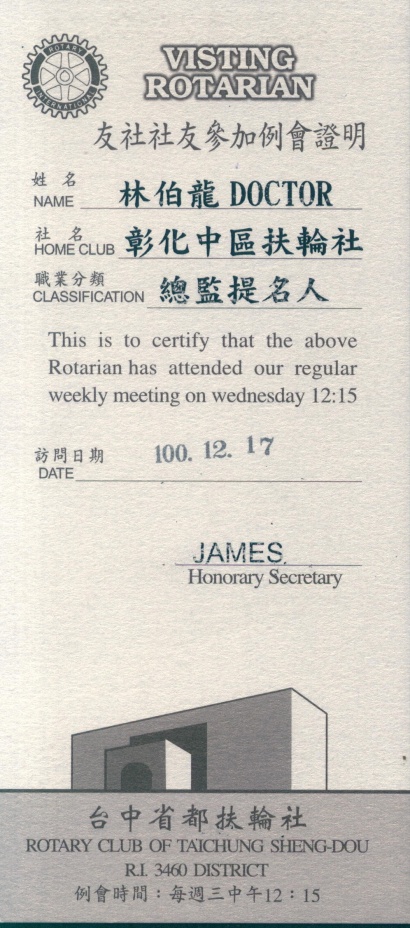 ROTARY
INTERNATIONAL
VISTING
ROTARIAN
友社社友參加例會證明
姓 名
NAME 林伯龍 DOCTOR
社 名
HOME CLUB 彰化中區扶輪社
職業分類
CLASSIFICATION 總監提名人
This is to certify that the above
Rotarian has attended our regular
weekly meeting on wednesday 12:15
訪問日期 100. 12. 17
DATE
JAMES.
Honorary Secretary
台中省都扶輪社
ROTARY CLUB OF TAICHUNG SHENG-DOU
R.I. 3460 DISTRICT
例會時間：每週三中午12：15